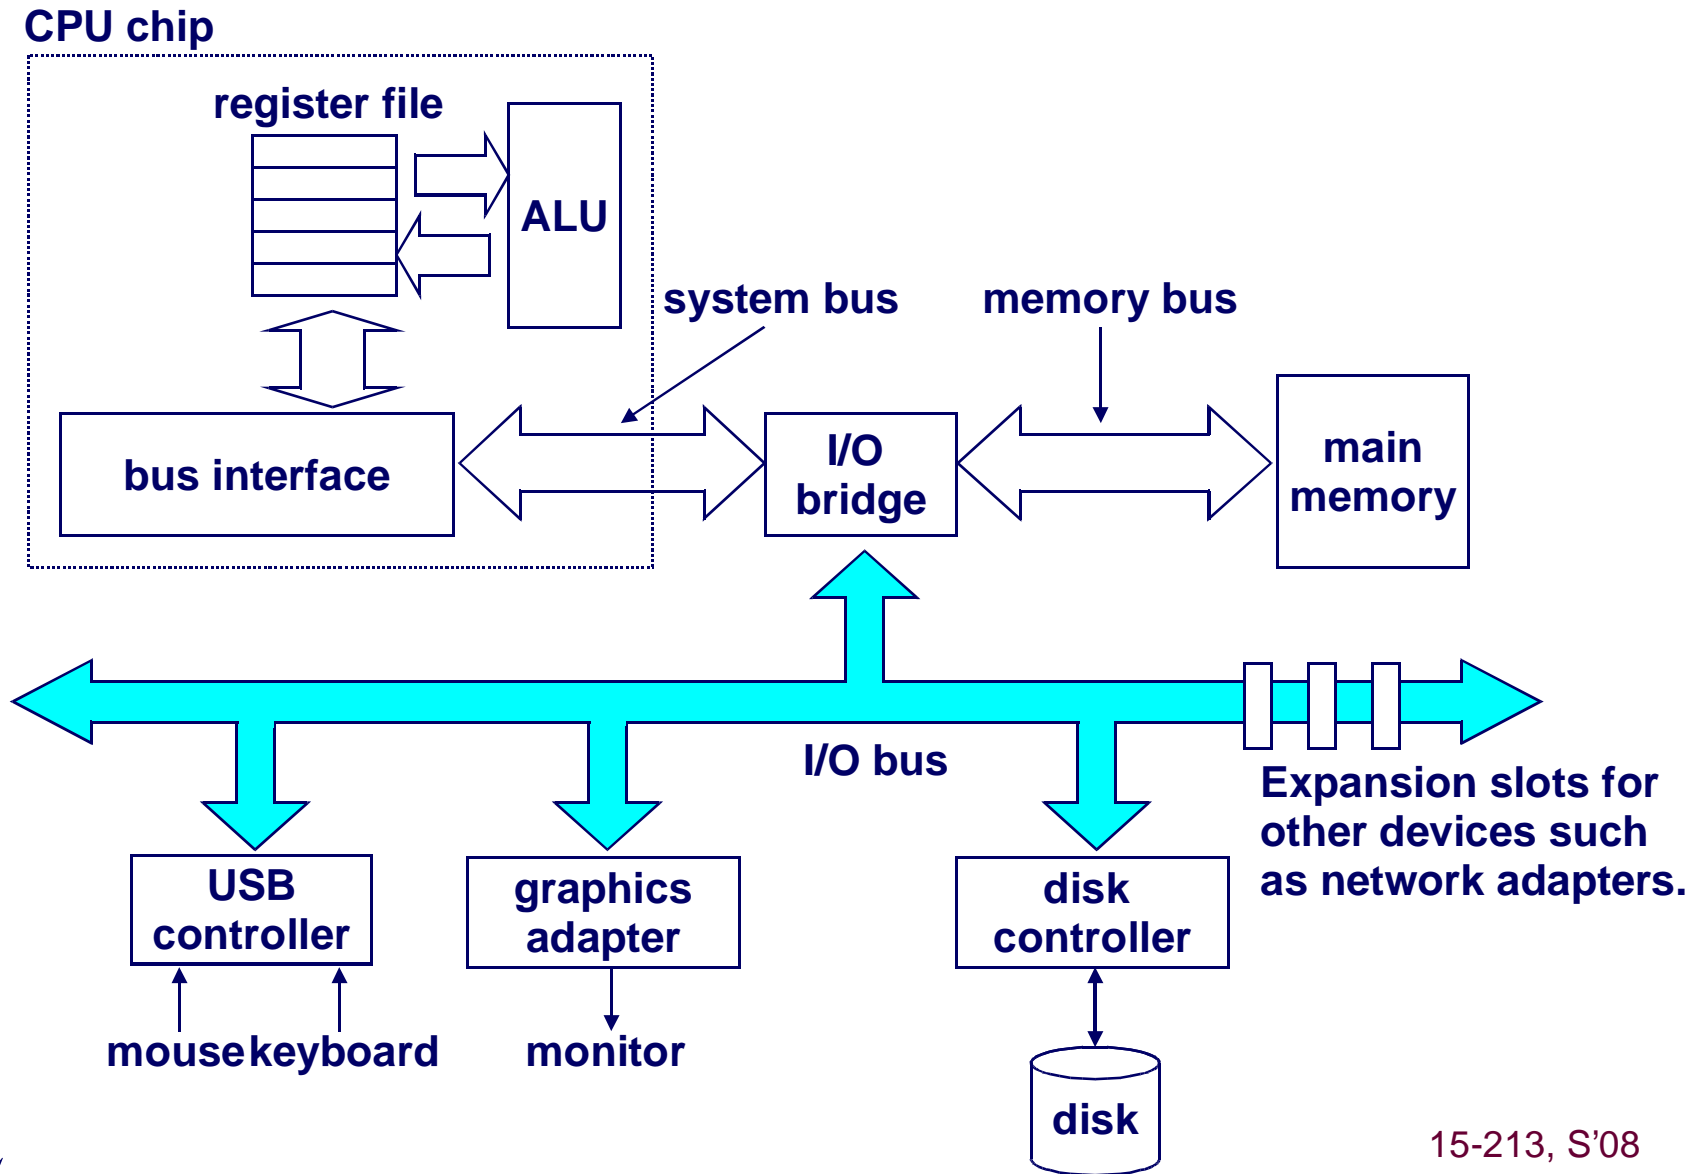 CPU chip
register file
ALU
system bus
memory bus
bus interface
I/O
bridge
main
memory
I/O bus
Expansion slots for
other devices such
as network adapters.
USB
controller
graphics
adapter
disk
controller
mouse keyboard
monitor
disk
15-213, S’08